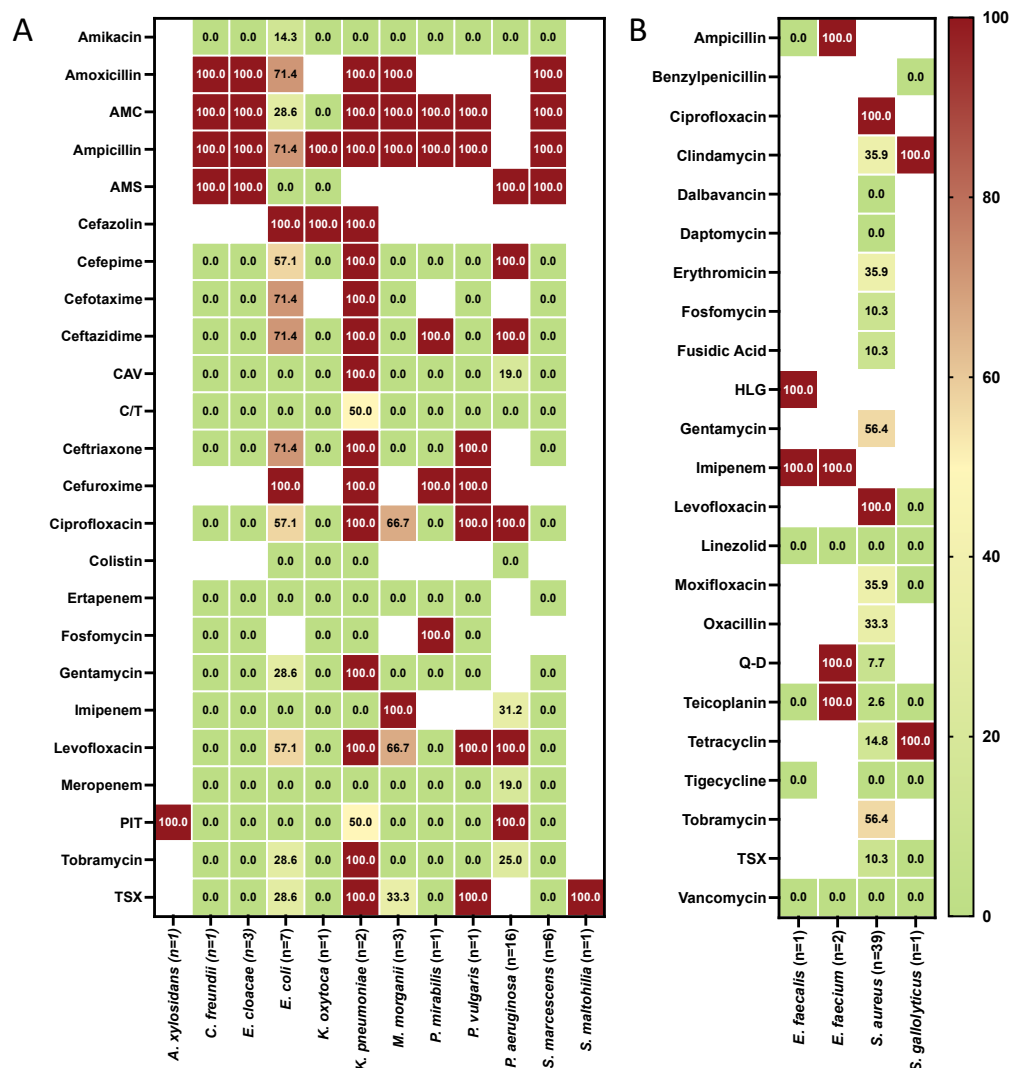 A
Amikacin 0.0 0.0 14.3 0.0 0.0 0.0 0.0 0.0 0.0 0.0
Amoxicillin 100.0 100.0 71.4 100.0 100.0 100.0
AMC 100.0 100.0 28.6 0.0 100.0 100.0 100.0 100.0 100.0
Ampicillin 100.0 100.0 71.4 100.0 100.0 100.0 100.0 100.0 100.0
AMS 100.0 100.0 0.0 0.0 100.0 100.0
Cefazolin 100.0 100.0 100.0
Cefepime 0.0 0.0 57.1 0.0 100.0 0.0 0.0 0.0 100.0 0.0
Cefotaxime 0.0 0.0 71.4 100.0 0.0 0.0 0.0
Ceftazidime 0.0 0.0 71.4 0.0 100.0 0.0 100.0 0.0 100.0 0.0
CAV 0.0 0.0 0.0 0.0 100.0 0.0 0.0 0.0 19.0 0.0
C/T 0.0 0.0 0.0 0.0 50.0 0.0 0.0 0.0 0.0 0.0
Ceftriaxone 0.0 0.0 71.4 0.0 100.0 0.0 0.0 100.0 0.0
Cefuroxime 100.0 100.0 100.0 100.0
Ciprofloxacin 0.0 0.0 57.1 0.0 100.0 66.7 0.0 100.0 100.0 0.0
Colistin 0.0 0.0 0.0 0.0
Ertapenem 0.0 0.0 0.0 0.0 0.0 0.0 0.0 0.0 0.0
Fosfomycin 0.0 0.0 0.0 0.0 100.0 0.0
Gentamycin 0.0 0.0 28.6 0.0 100.0 0.0 0.0 0.0 0.0
Imipenem 0.0 0.0 0.0 0.0 0.0 100.0 31.2 0.0
Levofloxacin 0.0 0.0 57.1 0.0 100.0 66.7 0.0 100.0 100.0 0.0
Meropenem 0.0 0.0 0.0 0.0 0.0 0.0 0.0 0.0 19.0 0.0
PIT 100.0 0.0 0.0 0.0 0.0 50.0 0.0 0.0 0.0 100.0 0.0
Tobramycin 0.0 0.0 28.6 0.0 100.0 0.0 0.0 0.0 25.0 0.0
TSX 0.0 0.0 28.6 0.0 100.0 33.3 0.0 100.0 0.0 100.0
A. xylosidans (n=1)
C. freundii (n=1)
E. cloacae (n=3)
E. coli (n=7)
K. oxytoca (n=1)
K. pneumoniae (n=2)
M. morganii (n=3)
P. mirabilis (n=1)
P. vulgaris (n=1)
P. aeruginosa (n=16)
S. marcescens (n=6)
S. maltohilia (n=1)
B
Ampicillin 0.0 100.0
Benzylpenicillin 0.0
Ciprofloxacin 100.0
Clindamycin 35.9 100.0
Dalbavancin 0.0
Daptomycin 0.0
Erythromicin 35.9
Fosfomycin 10.3
Fusidic Acid 10.3
HLG 100.0
Gentamycin 56.4
Imipenem 100.0 100.0
Levofloxacin 100.0 0.0
Linezolid 0.0 0.0 0.0 0.0
Moxifloxacin 35.9 0.0
Oxacillin 33.3
Q-D 100.0 7.7
Teicoplanin 0.0 100.0 2.6 0.0
Tetracyclin 14.8 100.0
Tigecycline 0.0 0.0 0.0
Tobramycin 56.4
TSX 10.3 0.0
Vancomycin 0.0 0.0 0.0 0.0
E. faecalis (n=1)
E. faecium (n=2)
S. aureus (n=39)
S. gallolyticus (n=1)
100
80
60
40
20
0